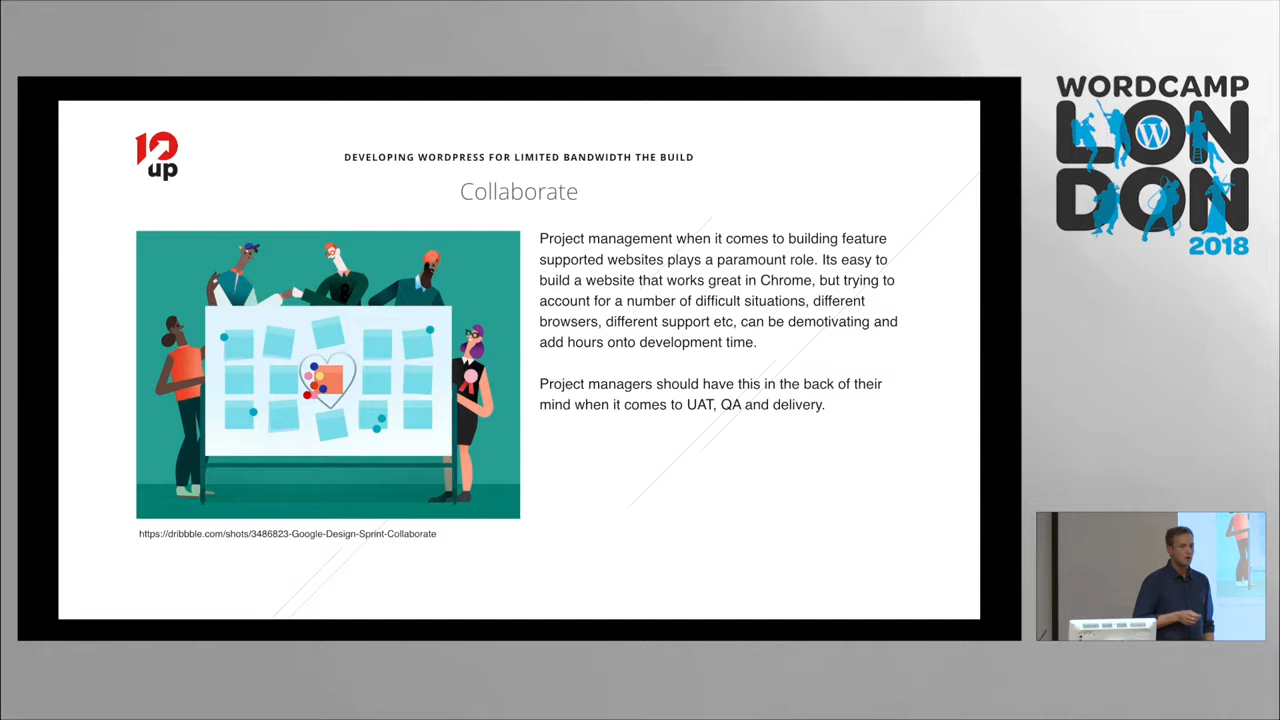 10
up
DEVELOPING WORDPRESS FOR LIMITED BANDWIDTH THE BUILD
Collaborate
Project management when it comes to building feature
supported websites plays a paramount role. Its easy to
build a website that works great in Chrome, but trying to
account for a number of difficult situations, different
browsers, different support etc, can be demotivating and
add hours onto development time.
Project managers should have this in the back of their
mind when it comes to UAT, QA and delivery.
https://dribbble.com/shots/3486823-Google-Design-Sprint-Collaborate
WORDCAMP
LON
DON
2018